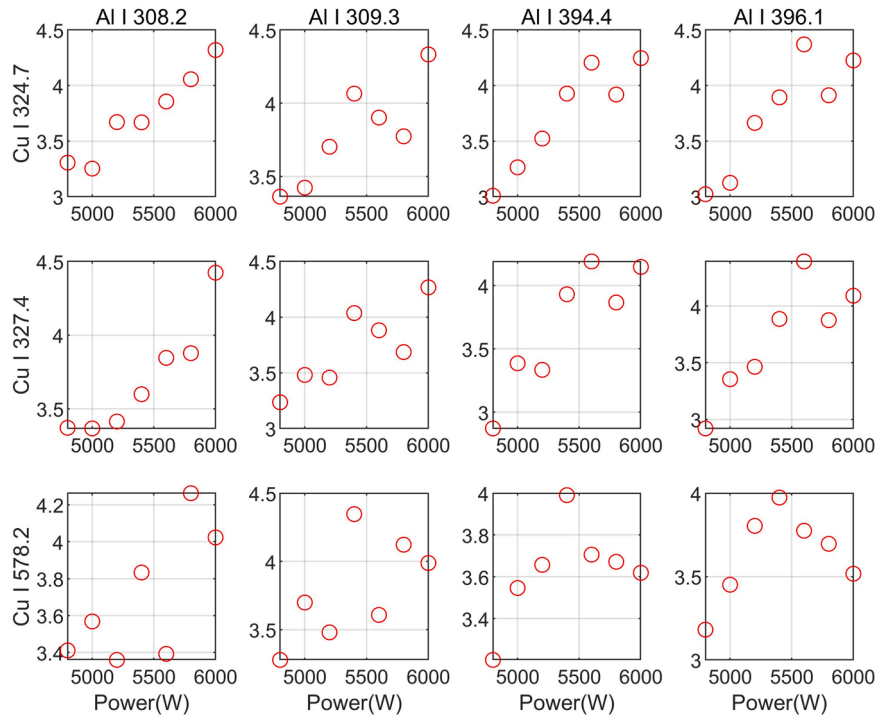 Al I 308.2 Al I 309.3 Al I 394.4 Al I 396.1
Cu I 324.7
4.5 4.5 4.5 4.5
4 4 4 4
3.5 3.5 3.5 3.5
3 3 3
5000 5500 6000 5000 5500 6000 5000 5500 6000 5000 5500 6000
Cu I 327.4
4.5 4.5
4 4 4 4
3.5 3.5 3.5 3.5
3 3 3
5000 5500 6000 5000 5500 6000 5000 5500 6000 5000 5500 6000
Cu I 578.2
4.2 4.5 4 4
4 4 3.8
3.8 3.6 3.5
3.6 3.5 3.4
3.4 3
5000 5500 6000 5000 5500 6000 5000 5500 6000 5000 5500 6000
Power(W) Power(W) Power(W) Power(W)